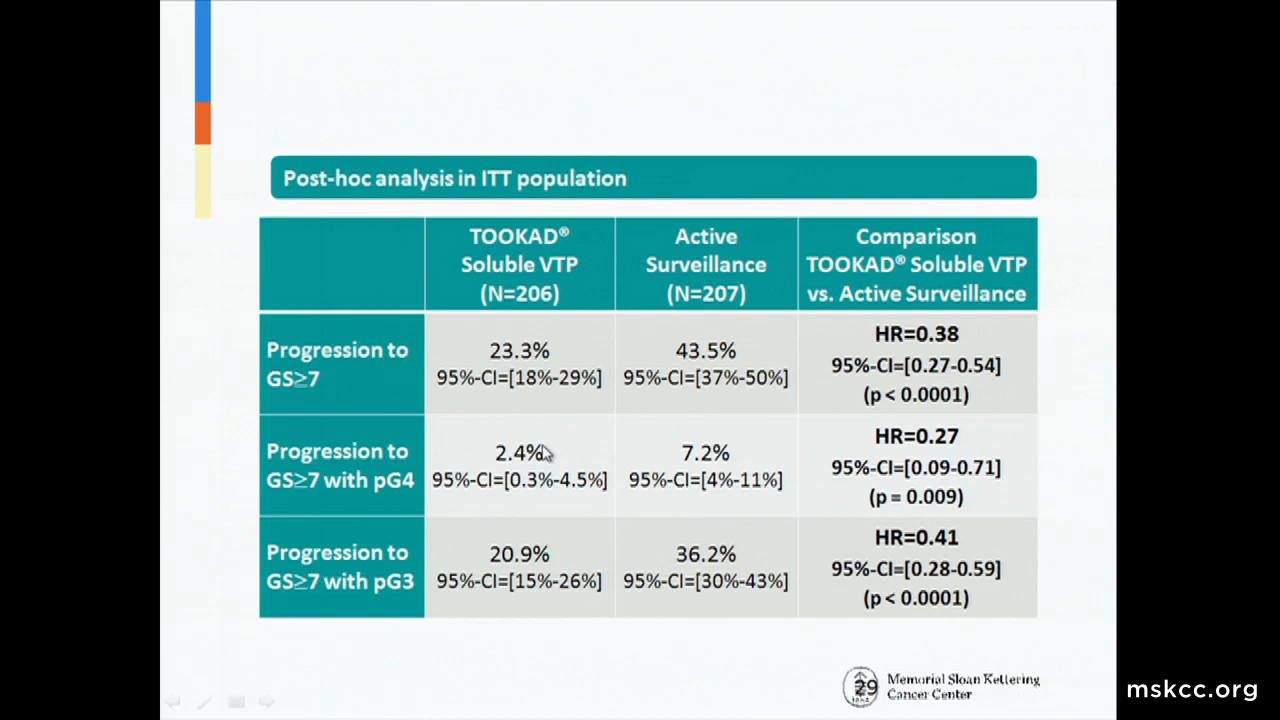 Post-hoc analysis in ITT population
TOOKAD®
Soluble VTP
(N=206)
Active
Surveillance
(N=207)
Comparison
TOOKAD® Soluble VTP
vs. Active Surveillance
Progression to
GS≥7
23.3%
95%-CI=[18%-29%]
43.5%
95%-CI=[37%-50%]
HR=0.38
95%-CI=[0.27-0.54]
(p < 0.0001)
Progression to
GS≥7 with pG4
2.4%
95%-CI=[0.3%-4.5%]
7.2%
95%-CI=[4%-11%]
HR=0.27
95%-CI=[0.09-0.71]
(p = 0.009)
Progression to
GS≥7 with pG3
20.9%
95%-CI=[15%-26%]
36.2%
95%-CI=[30%-43%]
HR=0.41
95%-CI=[0.28-0.59]
(p < 0.0001)
29
Memorial Sloan Kettering
Cancer Center
mskcc.org